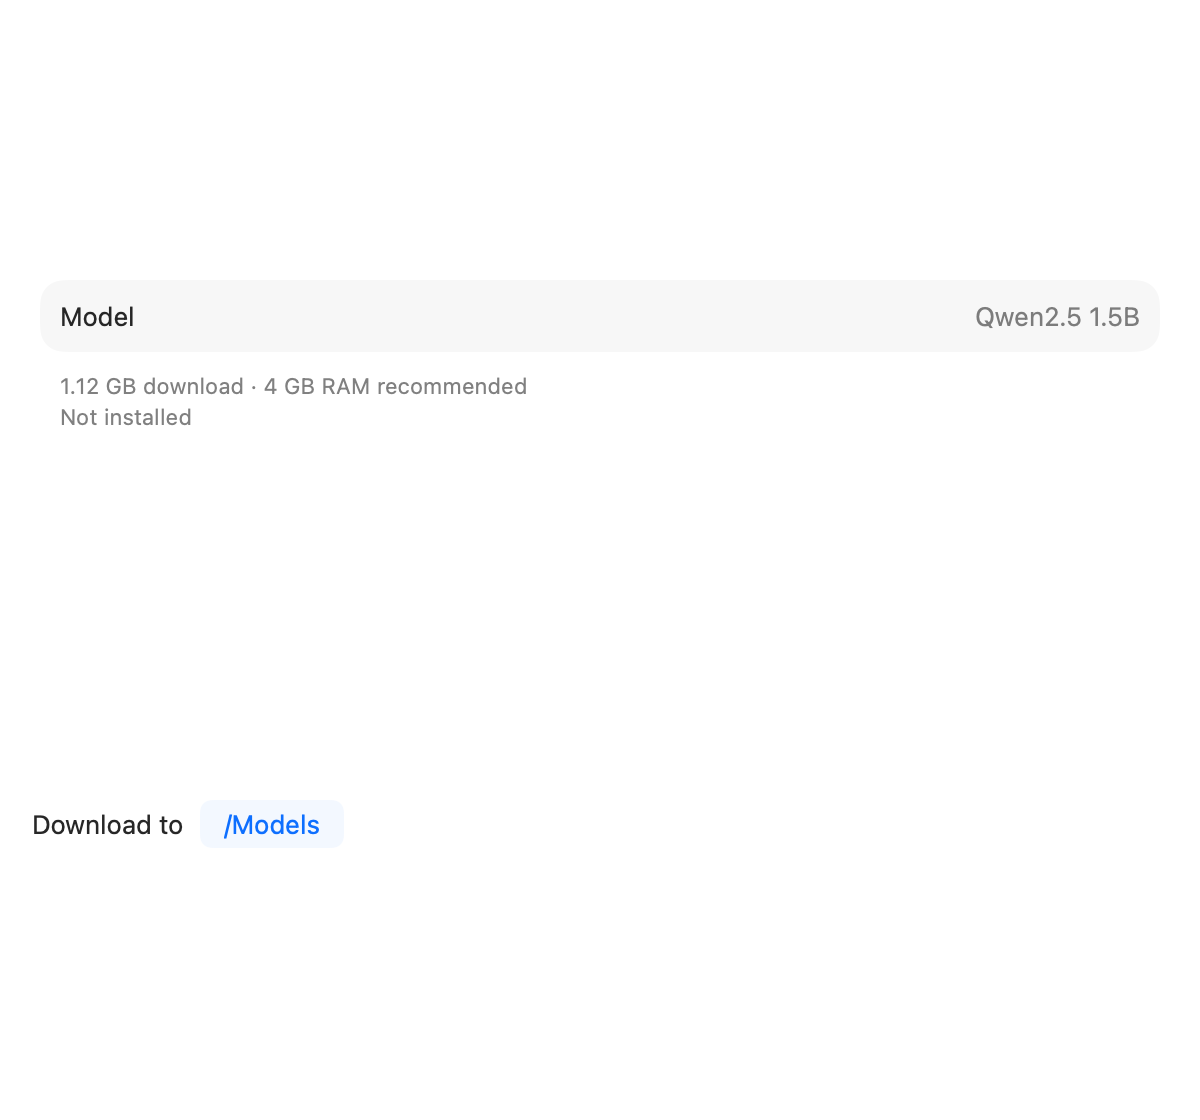 Model Qwen2.5 1.5B
1.12 GB download · 4 GB RAM recommended
Not installed
Download to /Models